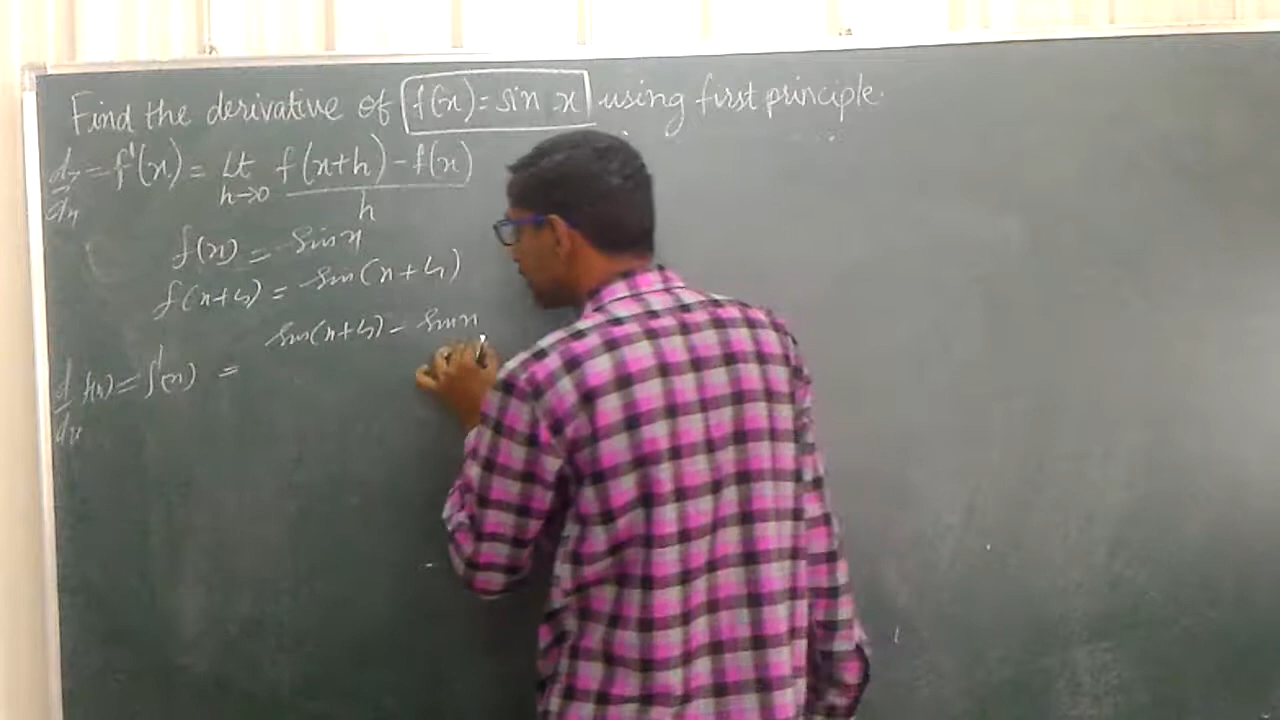 Find the derivative of f(x) = sin x using first principle.
dy/dx = f'(x) = Lt h→0 f(x+h) - f(x) / h
f(x) = sin x
f(x+h) = sin(x+h)
sin(x+h) - sin x
d/dx f(x) = f'(x) =